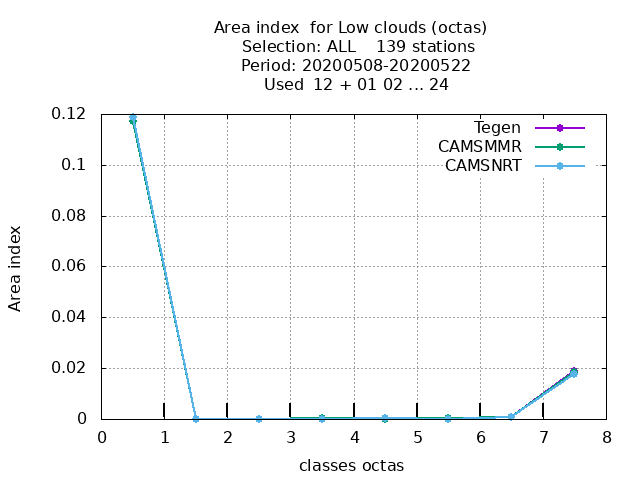 Area index  for Low clouds (octas)
Selection: ALL    139 stations
Period: 20200508-20200522
Used  12 + 01 02 ... 24
Tegen
CAMSMMR
CAMSNRT
Area index
0.12
0.1
0.08
0.06
0.04
0.02
0
0 1 2 3 4 5 6 7 8
classes octas